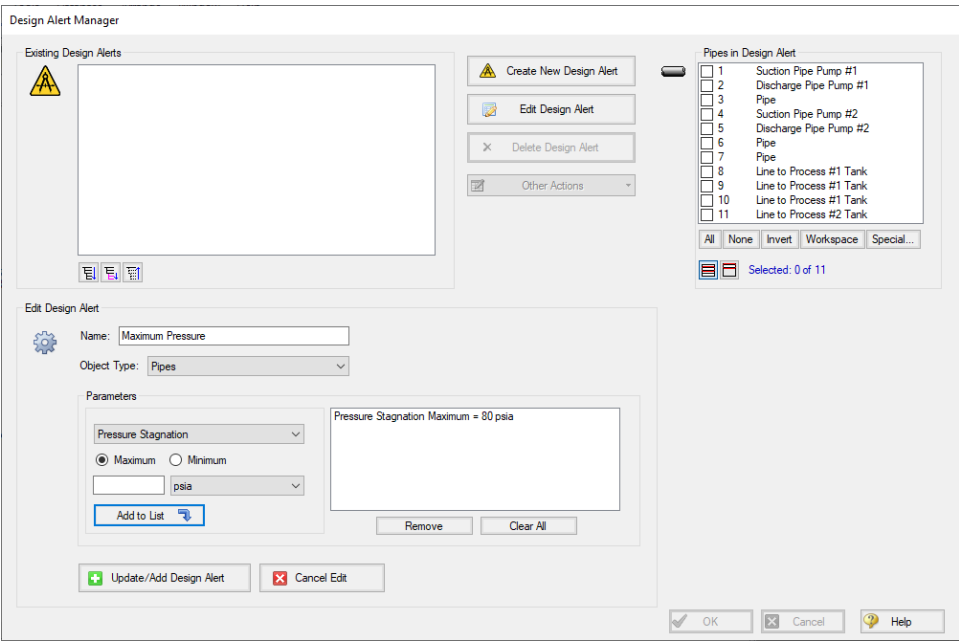 Design Alert Manager
Existing Design Alerts
Create New Design Alert
Edit Design Alert
Delete Design Alert
Other Actions
Pipes in Design Alert
1 Suction Pipe Pump #1
2 Discharge Pipe Pump #1
3 Pipe
4 Suction Pipe Pump #2
5 Discharge Pipe Pump #2
6 Pipe
7 Pipe
8 Line to Process #1 Tank
9 Line to Process #1 Tank
10 Line to Process #1 Tank
11 Line to Process #2 Tank
All None Invert Workspace Special...
Selected: 0 of 11
Edit Design Alert
Name: Maximum Pressure
Object Type: Pipes
Parameters
Pressure Stagnation
Maximum Minimum
psia
Add to List
Pressure Stagnation Maximum = 80 psia
Remove Clear All
Update/Add Design Alert Cancel Edit
OK Cancel Help